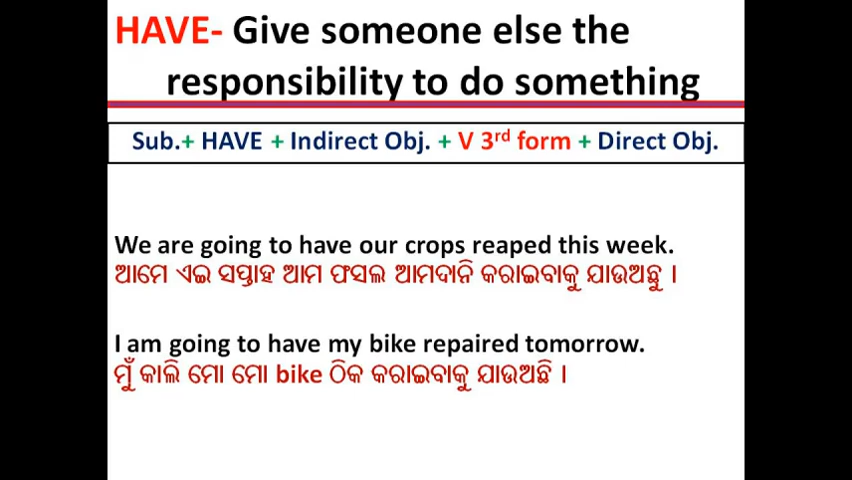 HAVE- Give someone else the
responsibility to do something
Sub.+ HAVE + Indirect Obj. + V 3rd form + Direct Obj.
We are going to have our crops reaped this week.
ଆମେ ଏଇ ସପ୍ତାହ ଆମ ଫସଲ ଆମଦାନି କରାଇବାକୁ ଯାଉଅଛୁ ।
I am going to have my bike repaired tomorrow.
ମୁଁ କାଲି ମୋ ମୋ bike ଠିକ କରାଇବାକୁ ଯାଉଅଛି ।